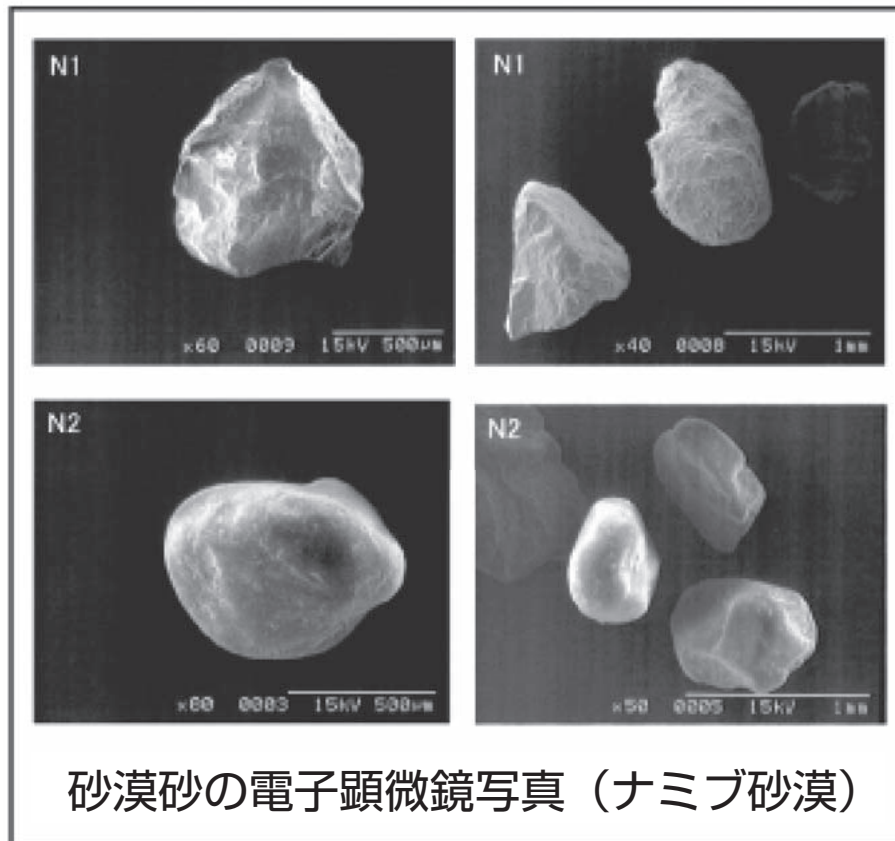 N1
×60 0009 15kV 500μm
N1
×40 0008 15kV 1mm
N2
×80 0003 15kV 500μm
N2
×50 0005 15kV 1mm
砂漠砂の電子顕微鏡写真（ナミブ砂漠）